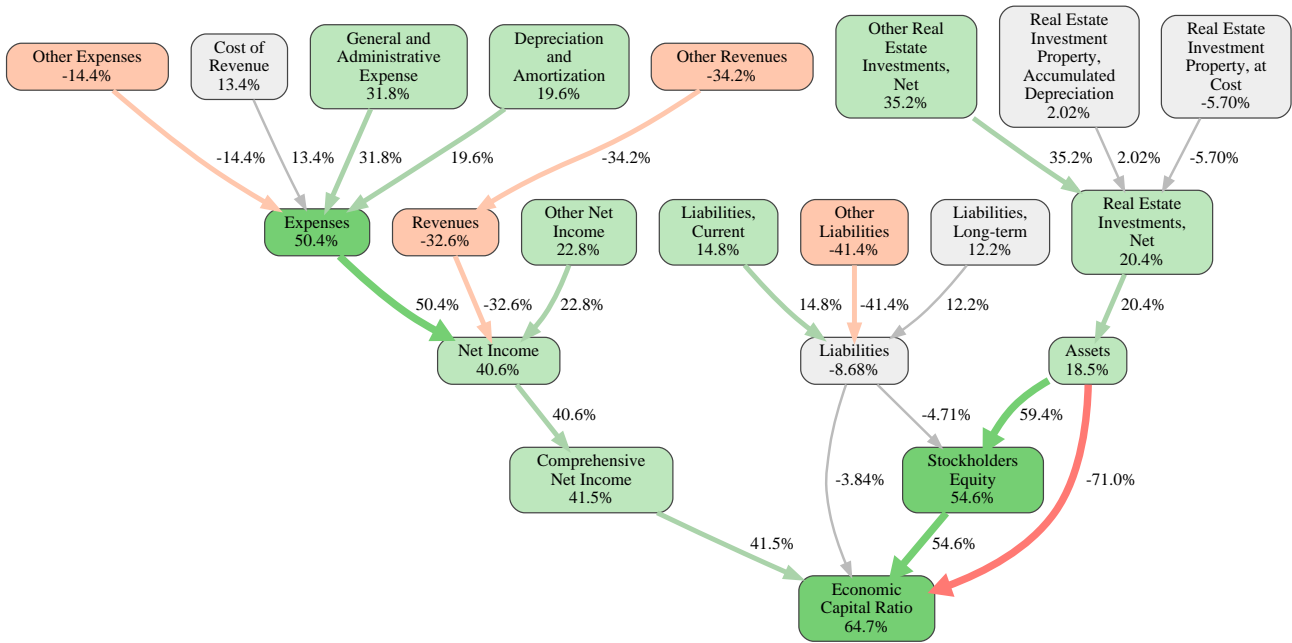 Other Expenses
-14.4%
Cost of
Revenue
13.4%
General and
Administrative
Expense
31.8%
Depreciation
and
Amortization
19.6%
Other Revenues
-34.2%
Other Real
Estate
Investments,
Net
35.2%
Real Estate
Investment
Property,
Accumulated
Depreciation
2.02%
Real Estate
Investment
Property, at
Cost
-5.70%
-14.4%
13.4%
31.8%
19.6%
-34.2%
35.2%
2.02%
-5.70%
Expenses
50.4%
Revenues
-32.6%
Other Net
Income
22.8%
Liabilities,
Current
14.8%
Other
Liabilities
-41.4%
Liabilities,
Long-term
12.2%
Real Estate
Investments,
Net
20.4%
50.4%
-32.6%
22.8%
14.8%
-41.4%
12.2%
20.4%
Net Income
40.6%
Liabilities
-8.68%
Assets
18.5%
40.6%
-4.71%
59.4%
Comprehensive
Net Income
41.5%
-3.84%
Stockholders
Equity
54.6%
-71.0%
41.5%
54.6%
Economic
Capital Ratio
64.7%